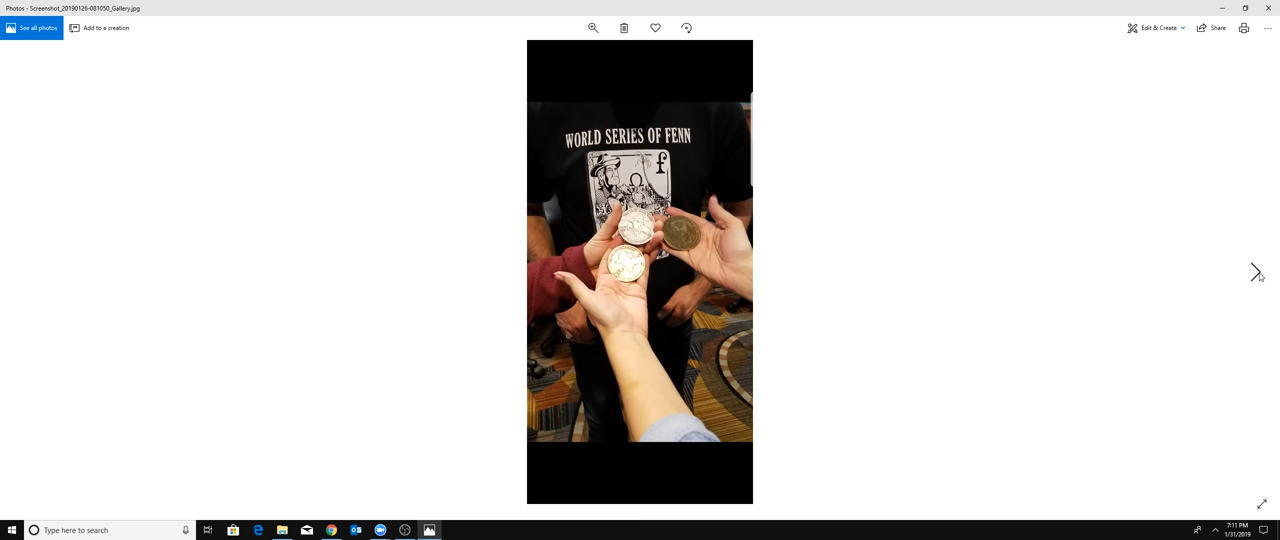 Photos - Screenshot_20190126-081050_Gallery.jpg
See all photos
Add to a creation
Edit & Create
Share
WORLD SERIES OF FENN
f
Type here to search
7:11 PM
1/31/2019